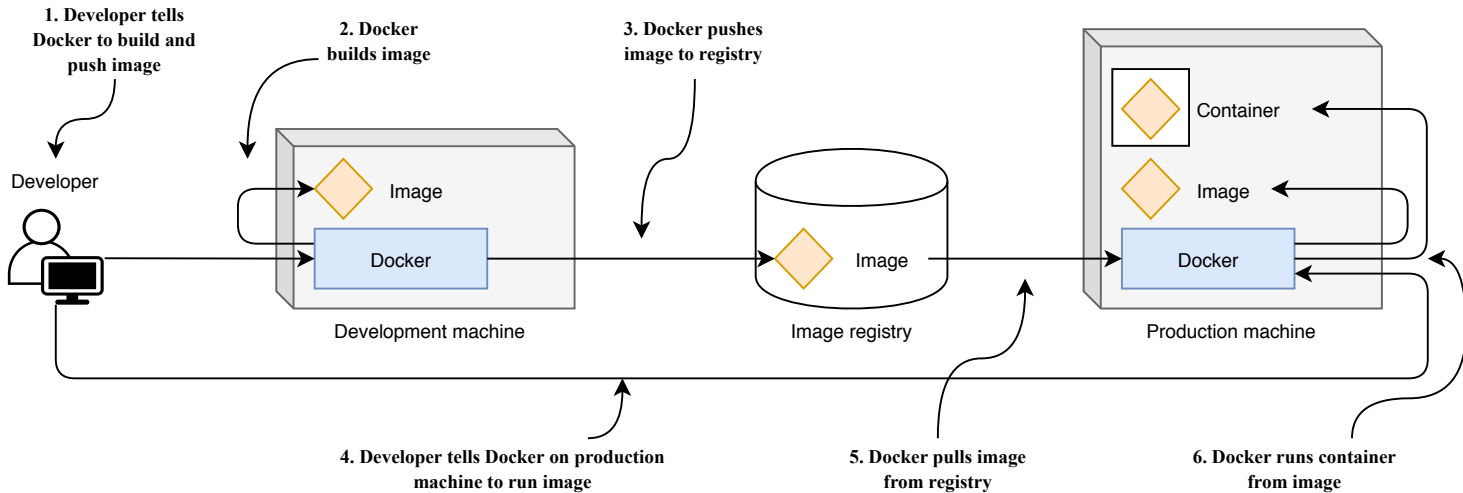 1. Developer tells
Docker to build and
push image
2. Docker
builds image
3. Docker pushes
image to registry
Container
Developer
Image
Image
Docker
Image
Docker
Development machine
Image registry
Production machine
4. Developer tells Docker on production
machine to run image
5. Docker pulls image
from registry
6. Docker runs container
from image